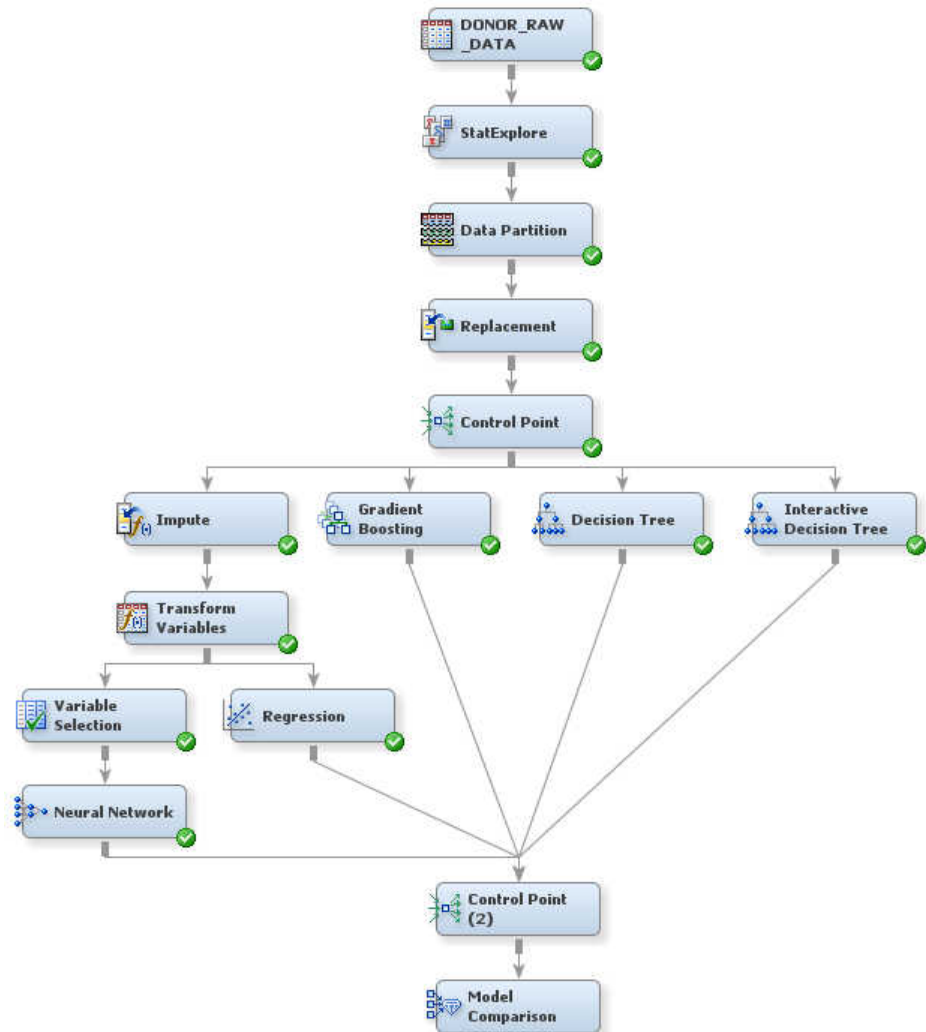 DONOR_RAW
_DATA
StatExplore
Data Partition
Replacement
Control Point
Impute
Gradient
Boosting
Decision Tree
Interactive
Decision Tree
Transform
Variables
Variable
Selection
Regression
Neural Network
Control Point
(2)
Model
Comparison